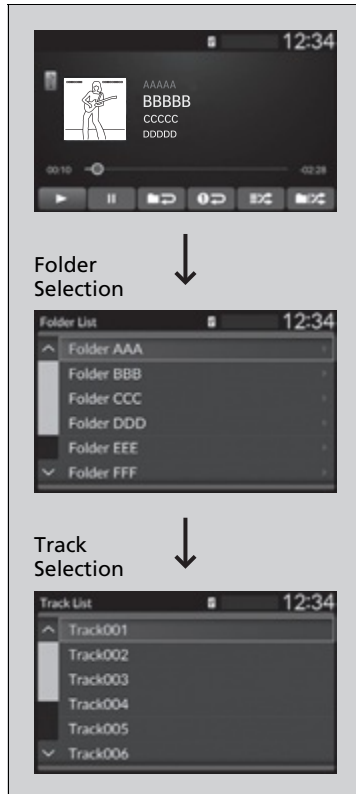 12:34
AAAAA
BBBBB
CCCCC
DDDDD
00:10 -02:28
Folder
Selection
Folder List 12:34
Folder AAA
Folder BBB
Folder CCC
Folder DDD
Folder EEE
Folder FFF
Track
Selection
Track List 12:34
Track001
Track002
Track003
Track004
Track005
Track006